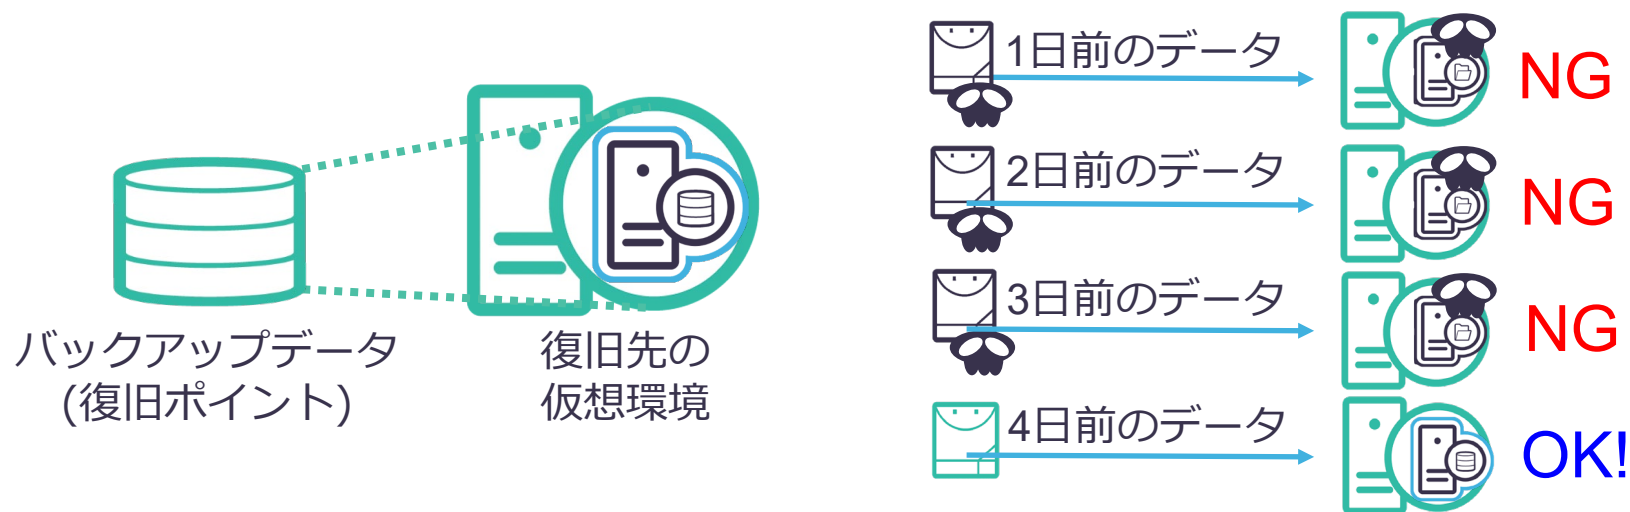 バックアップデータ
(復旧ポイント)
復旧先の
仮想環境
1日前のデータ
NG
2日前のデータ
NG
3日前のデータ
NG
4日前のデータ
OK!